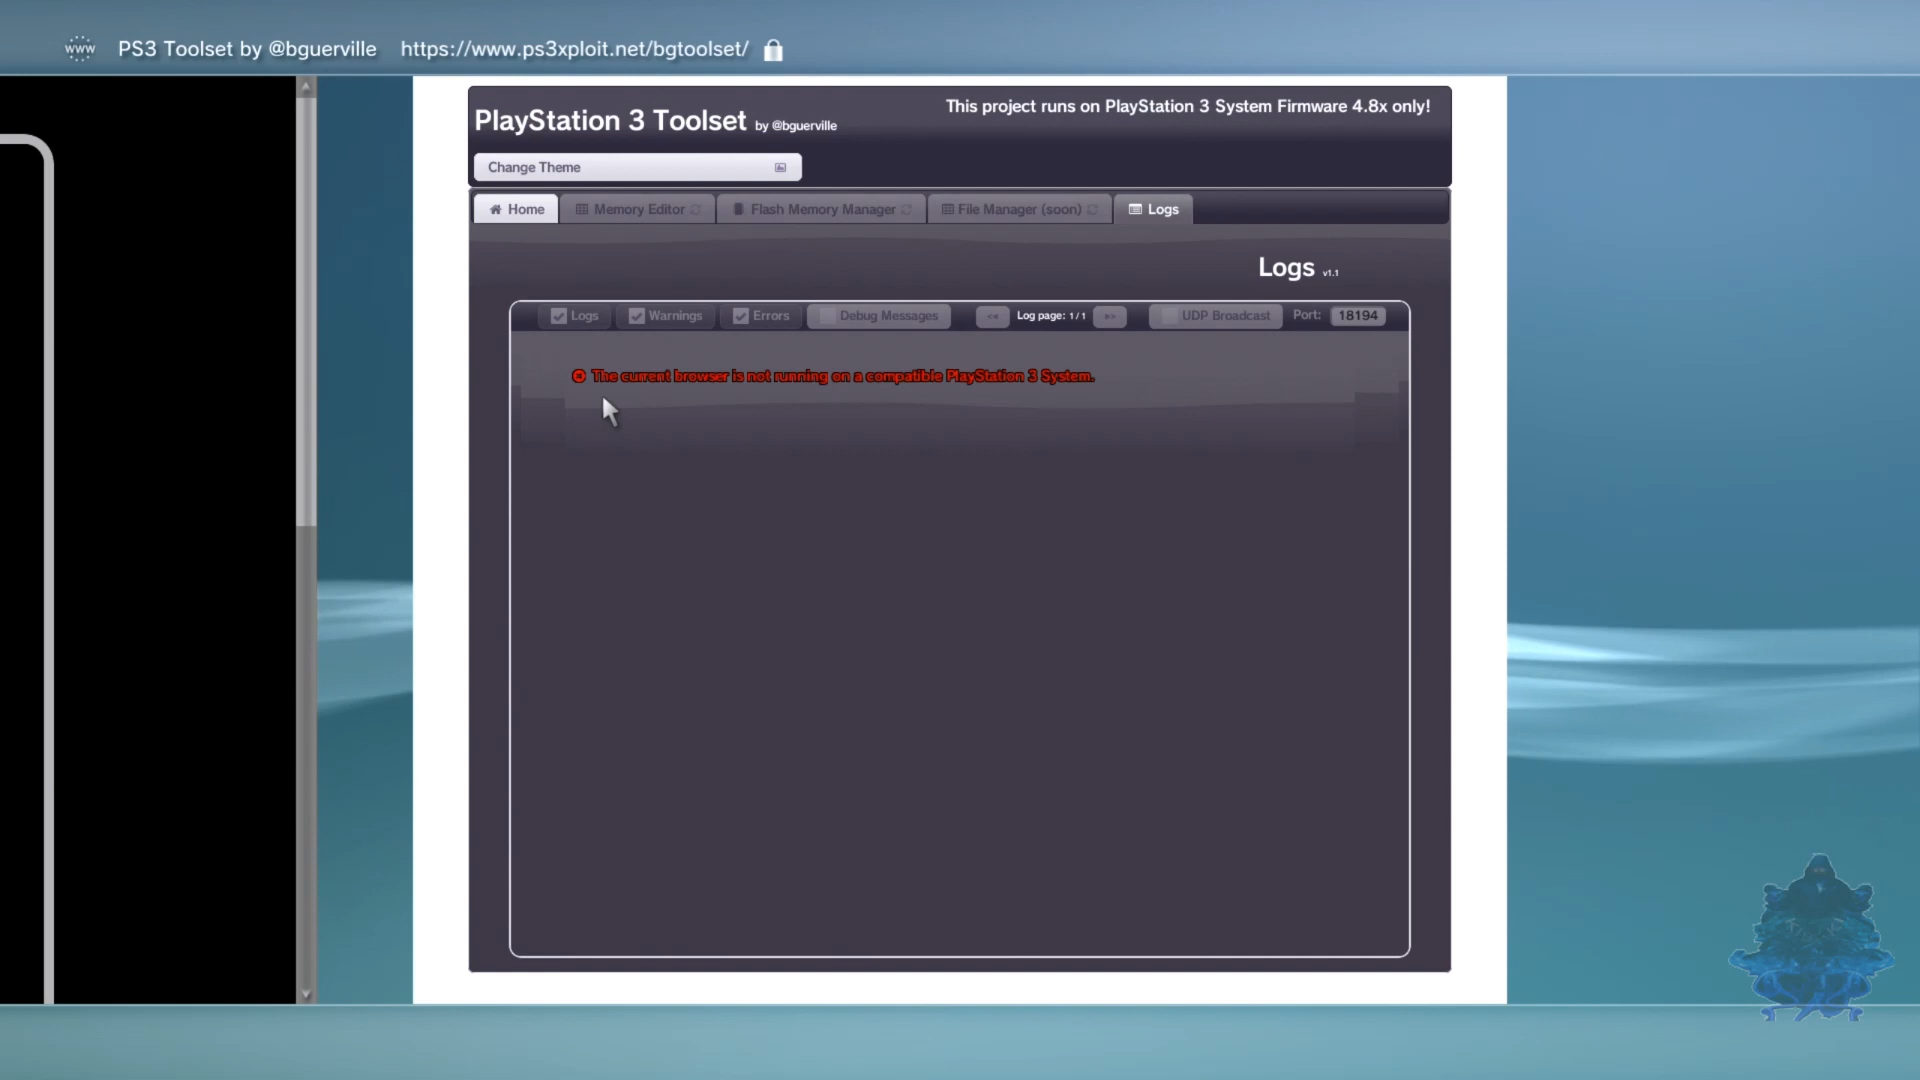 www PS3 Toolset by @bguerville https://www.ps3xploit.net/bgtoolset/
PlayStation 3 Toolset by @bguerville
This project runs on PlayStation 3 System Firmware 4.8x only!
Change Theme
Home Memory Editor Flash Memory Manager File Manager (soon) Logs
Logs v1.1
Logs Warnings Errors Debug Messages << Log page: 1/1 >> UDP Broadcast Port: 18194
The current browser is not running on a compatible PlayStation 3 System.